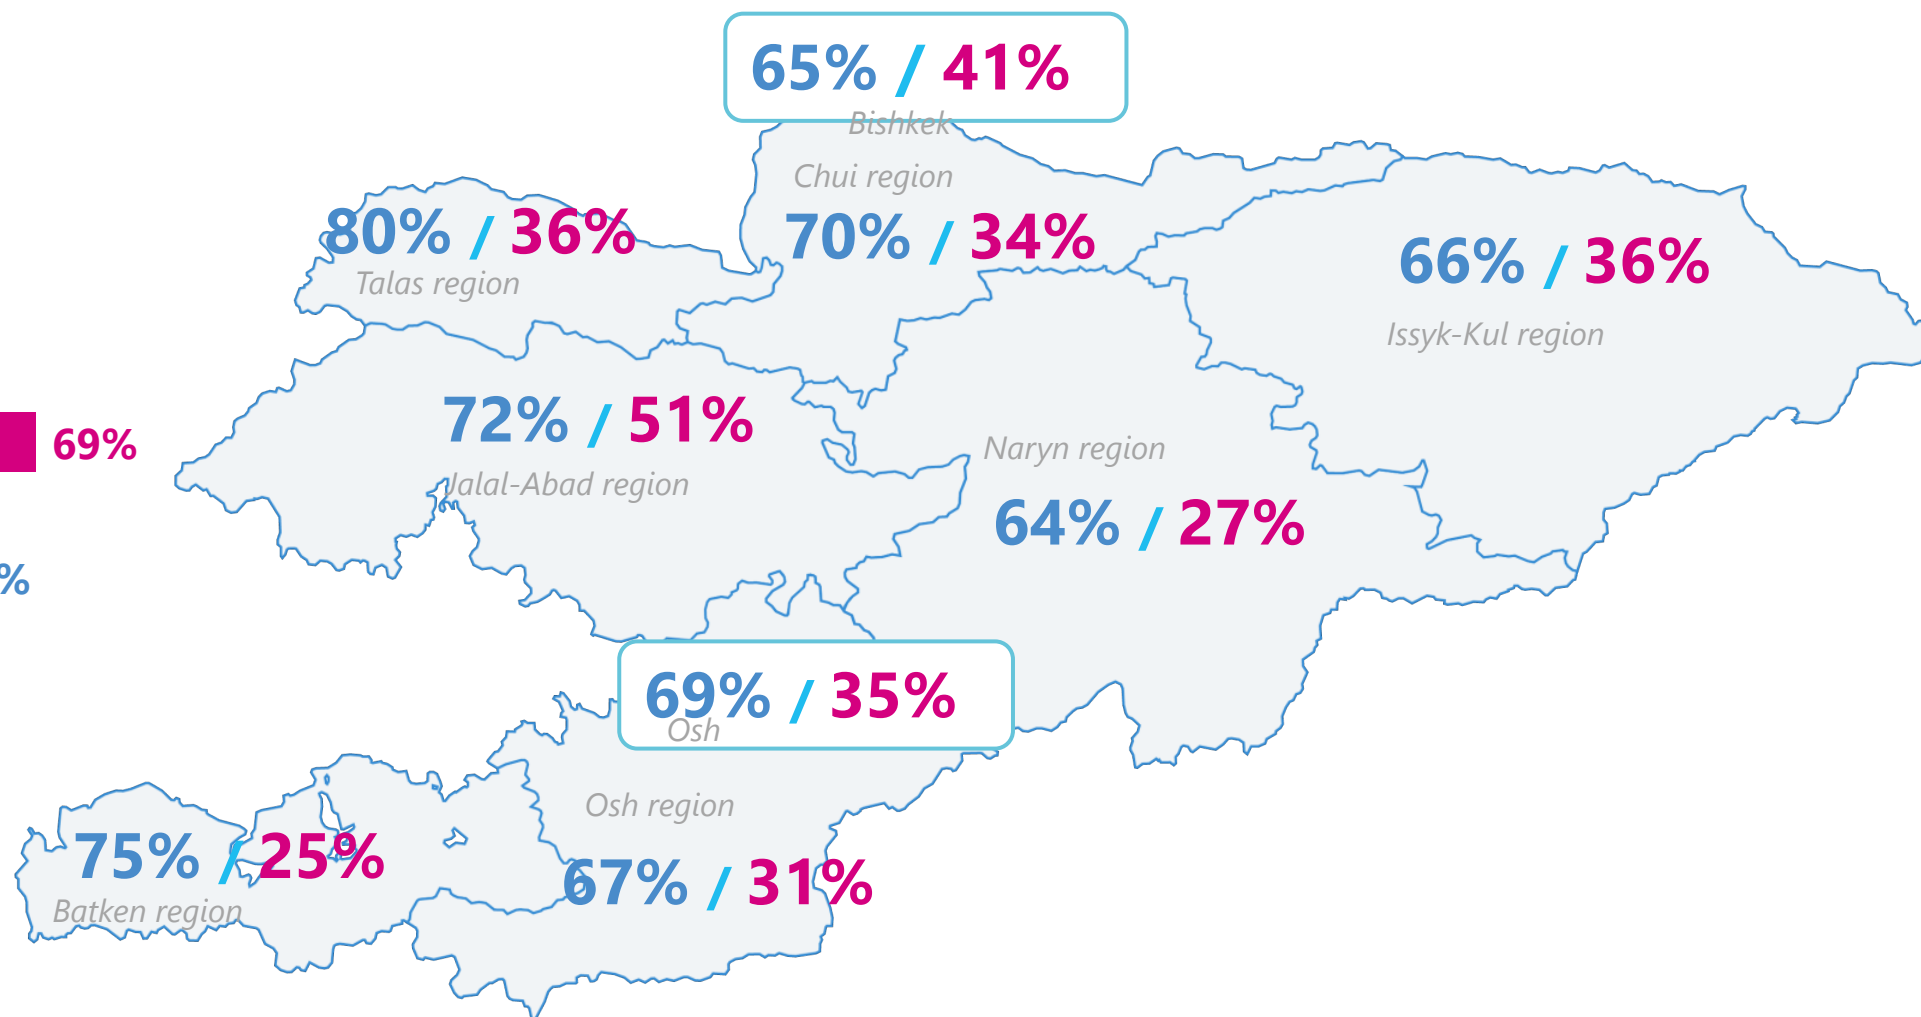 65% / 41%
Bishkek
Chui region
70% / 34%
80% / 36%
Talas region
66% / 36%
Issyk-Kul region
72% / 51%
Jalal-Abad region
69%
Naryn region
64% / 27%
%
69% / 35%
Osh
Osh region
67% / 31%
75% / 25%
Batken region